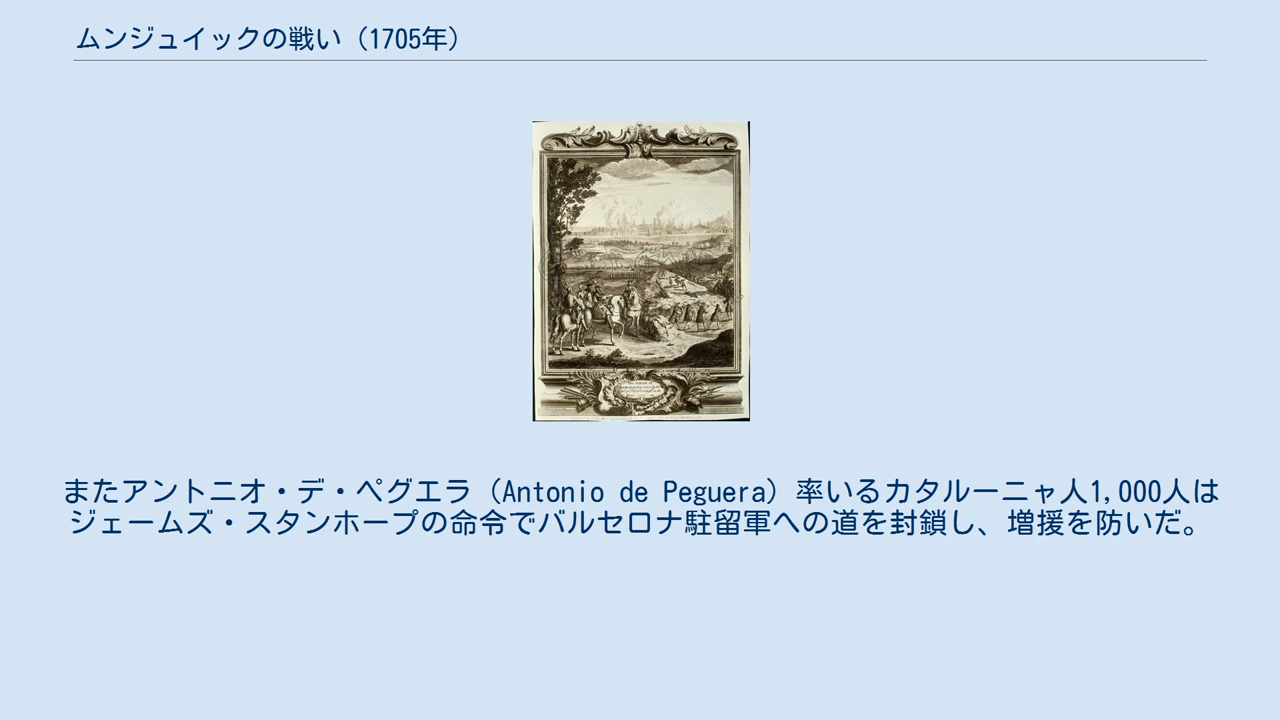 ムンジュイックの戦い（1705年）
またアントニオ・デ・ペグエラ（Antonio de Peguera）率いるカタルーニャ人1,000人は
ジェームズ・スタンホープの命令でバルセロナ駐留軍への道を封鎖し、増援を防いだ。